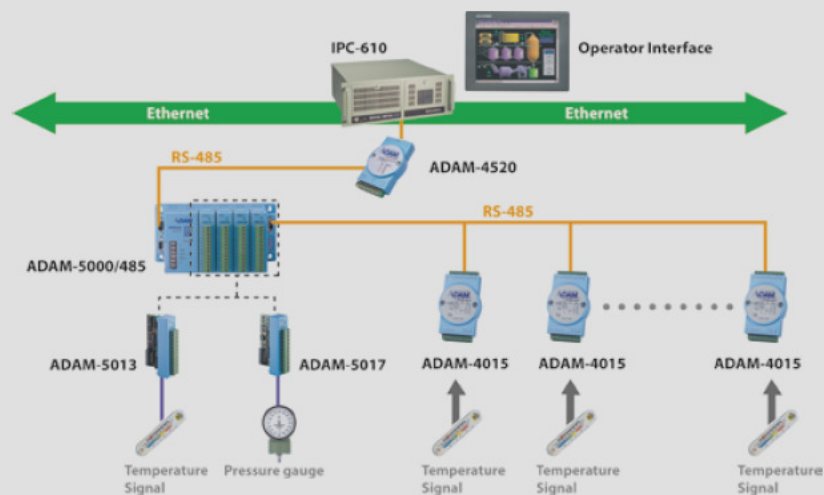 IPC-610
Operator Interface
Ethernet
Ethernet
RS-485
ADAM-4520
RS-485
ADAM-5000/485
ADAM-5013
ADAM-5017
ADAM-4015
ADAM-4015
ADAM-4015
Temperature
Signal
Pressure gauge
Temperature
Signal
Temperature
Signal
Temperature
Signal